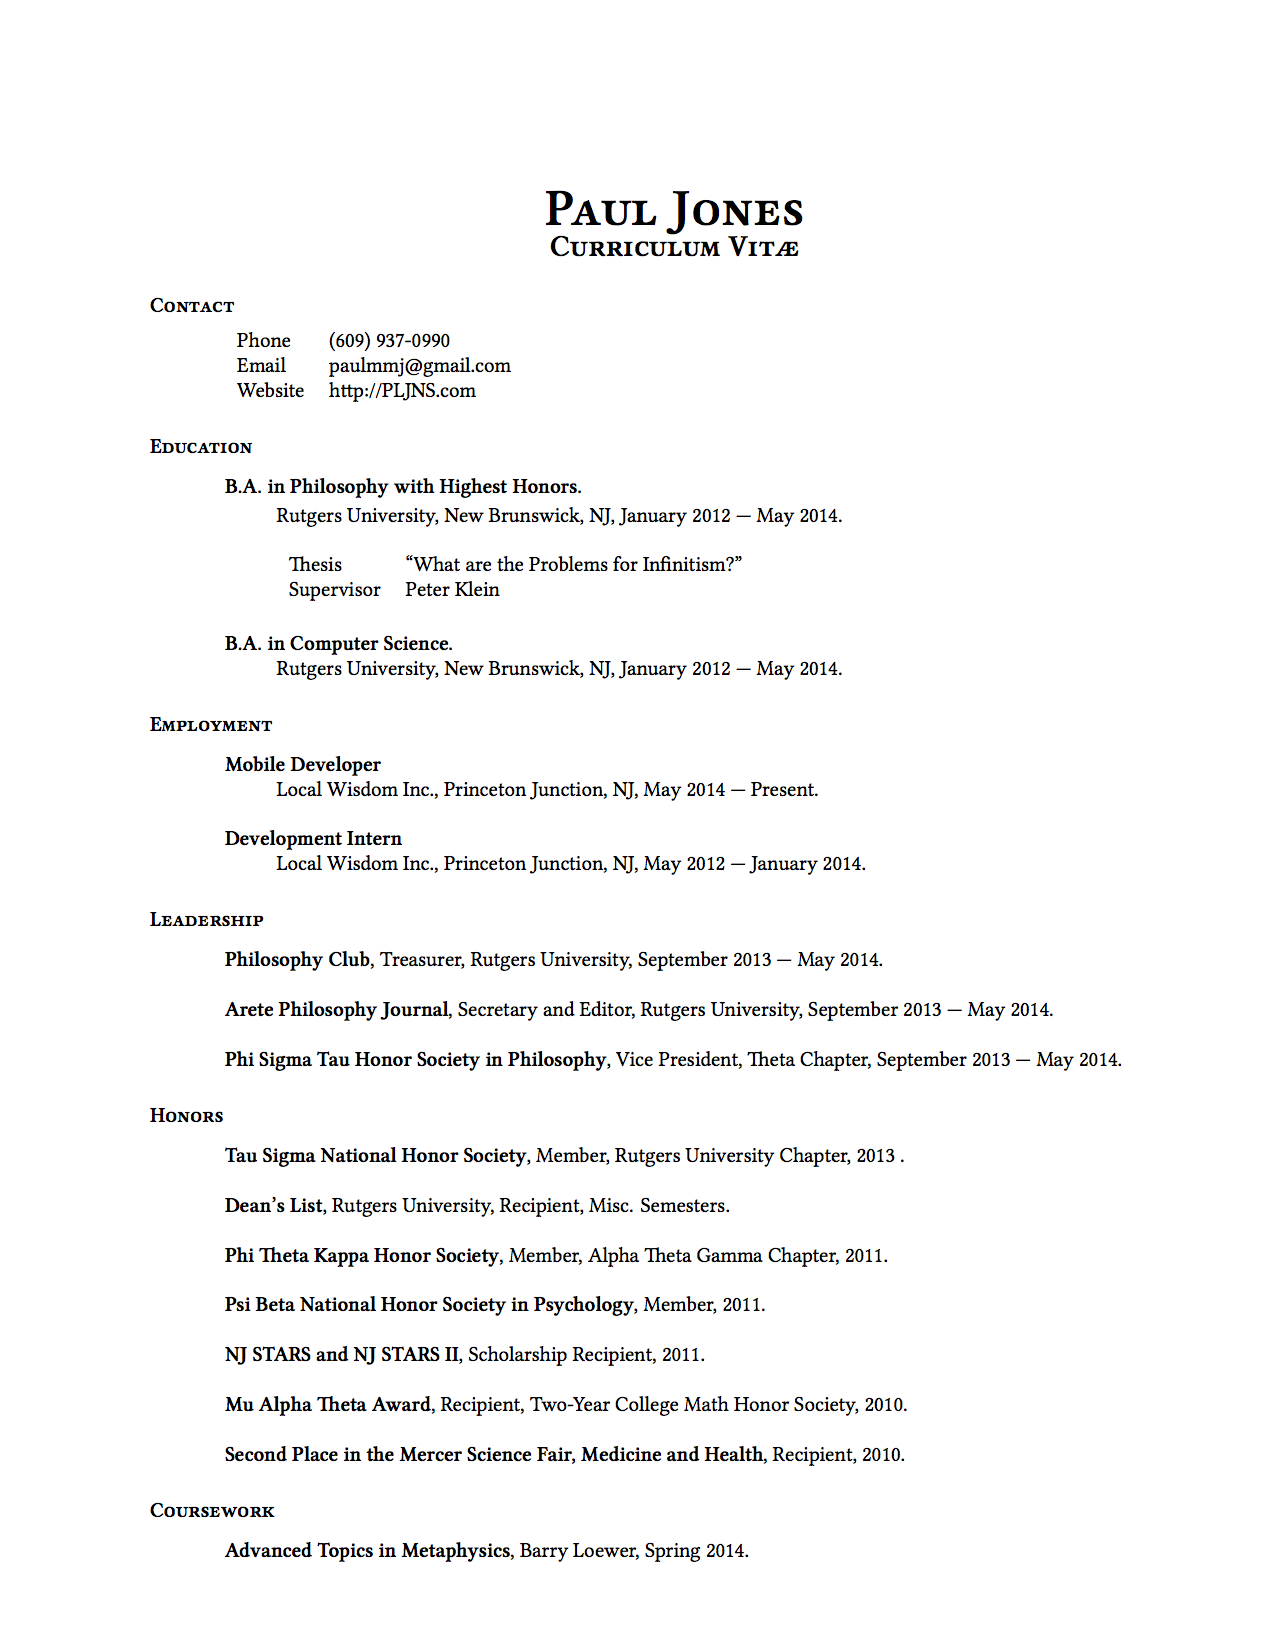 Paul Jones
Curriculum Vitæ
Contact
Phone (609) 937-0990
Email paulmmj@gmail.com
Website http://PLJNS.com
Education
B.A. in Philosophy with Highest Honors.
Rutgers University, New Brunswick, NJ, January 2012 — May 2014.
Thesis “What are the Problems for Infinitism?”
Supervisor Peter Klein
B.A. in Computer Science.
Rutgers University, New Brunswick, NJ, January 2012 — May 2014.
Employment
Mobile Developer
Local Wisdom Inc., Princeton Junction, NJ, May 2014 — Present.
Development Intern
Local Wisdom Inc., Princeton Junction, NJ, May 2012 — January 2014.
Leadership
Philosophy Club, Treasurer, Rutgers University, September 2013 — May 2014.
Arete Philosophy Journal, Secretary and Editor, Rutgers University, September 2013 — May 2014.
Phi Sigma Tau Honor Society in Philosophy, Vice President, Theta Chapter, September 2013 — May 2014.
Honors
Tau Sigma National Honor Society, Member, Rutgers University Chapter, 2013 .
Dean’s List, Rutgers University, Recipient, Misc. Semesters.
Phi Theta Kappa Honor Society, Member, Alpha Theta Gamma Chapter, 2011.
Psi Beta National Honor Society in Psychology, Member, 2011.
NJ STARS and NJ STARS II, Scholarship Recipient, 2011.
Mu Alpha Theta Award, Recipient, Two-Year College Math Honor Society, 2010.
Second Place in the Mercer Science Fair, Medicine and Health, Recipient, 2010.
Coursework
Advanced Topics in Metaphysics, Barry Loewer, Spring 2014.